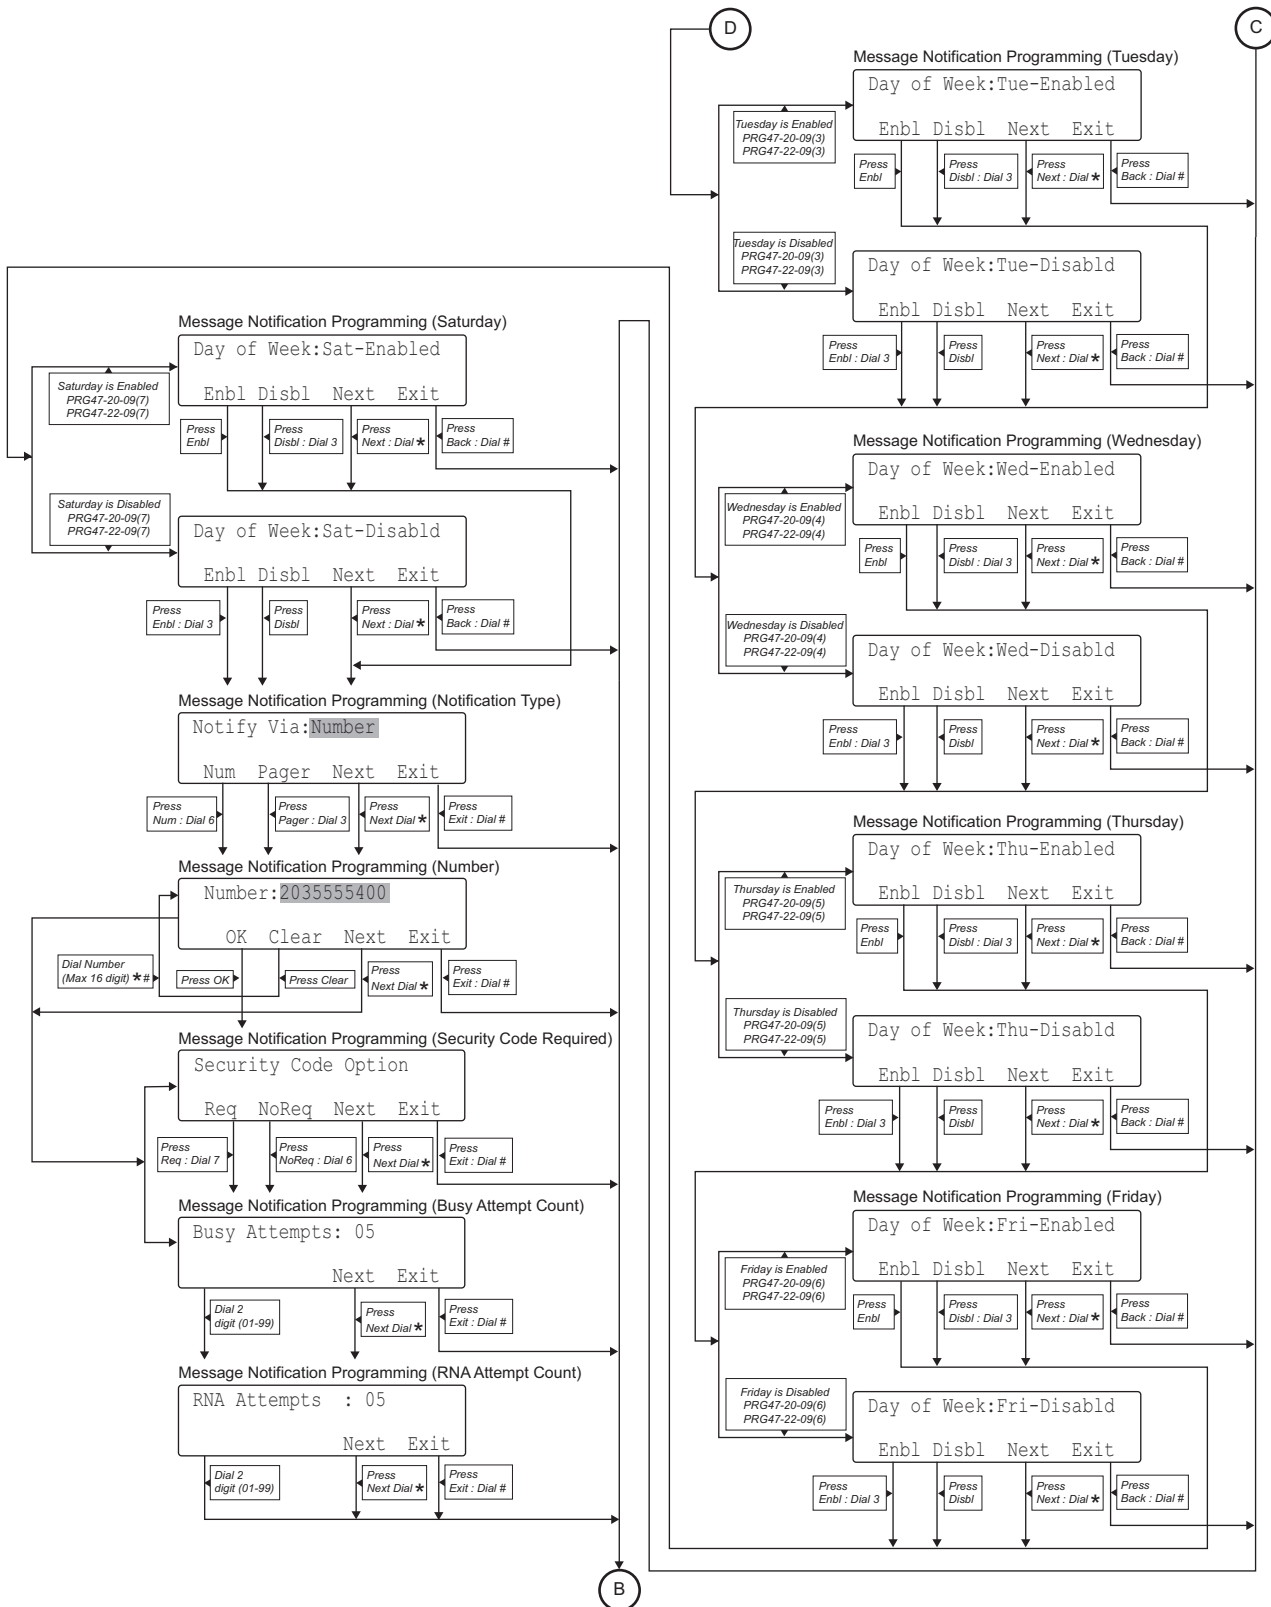 D
C
Message Notification Programming (Tuesday)
Day of Week:Tue-Enabled
Enbl Disbl Next Exit
Tuesday is Enabled
PRG47-20-09(3)
PRG47-22-09(3)
Press
Enbl
Press
Disbl : Dial 3
Press
Next : Dial *
Press
Back : Dial #
Tuesday is Disabled
PRG47-20-09(3)
PRG47-22-09(3)
Day of Week:Tue-Disabld
Enbl Disbl Next Exit
Press
Enbl : Dial 3
Press
Disbl
Press
Next : Dial *
Press
Back : Dial #
Message Notification Programming (Wednesday)
Day of Week:Wed-Enabled
Enbl Disbl Next Exit
Wednesday is Enabled
PRG47-20-09(4)
PRG47-22-09(4)
Press
Enbl
Press
Disbl : Dial 3
Press
Next : Dial *
Press
Back : Dial #
Wednesday is Disabled
PRG47-20-09(4)
PRG47-22-09(4)
Day of Week:Wed-Disabld
Enbl Disbl Next Exit
Press
Enbl : Dial 3
Press
Disbl
Press
Next : Dial *
Press
Back : Dial #
Message Notification Programming (Thursday)
Day of Week:Thu-Enabled
Enbl Disbl Next Exit
Thursday is Enabled
PRG47-20-09(5)
PRG47-22-09(5)
Press
Enbl
Press
Disbl : Dial 3
Press
Next : Dial *
Press
Back : Dial #
Thursday is Disabled
PRG47-20-09(5)
PRG47-22-09(5)
Day of Week:Thu-Disabld
Enbl Disbl Next Exit
Press
Enbl : Dial 3
Press
Disbl
Press
Next : Dial *
Press
Back : Dial #
Message Notification Programming (Friday)
Day of Week:Fri-Enabled
Enbl Disbl Next Exit
Friday is Enabled
PRG47-20-09(6)
PRG47-22-09(6)
Press
Enbl
Press
Disbl : Dial 3
Press
Next : Dial *
Press
Back : Dial #
Friday is Disabled
PRG47-20-09(6)
PRG47-22-09(6)
Day of Week:Fri-Disabld
Enbl Disbl Next Exit
Press
Enbl : Dial 3
Press
Disbl
Press
Next : Dial *
Press
Back : Dial #
Message Notification Programming (Saturday)
Day of Week:Sat-Enabled
Enbl Disbl Next Exit
Saturday is Enabled
PRG47-20-09(7)
PRG47-22-09(7)
Press
Enbl
Press
Disbl : Dial 3
Press
Next : Dial *
Press
Back : Dial #
Saturday is Disabled
PRG47-20-09(7)
PRG47-22-09(7)
Day of Week:Sat-Disabld
Enbl Disbl Next Exit
Press
Enbl : Dial 3
Press
Disbl
Press
Next : Dial *
Press
Back : Dial #
Message Notification Programming (Notification Type)
Notify Via:Number
Num Pager Next Exit
Press
Num : Dial 6
Press
Pager : Dial 3
Press
Next Dial *
Press
Exit : Dial #
Message Notification Programming (Number)
Number:2035555400
OK Clear Next Exit
Dial Number
(Max 16 digit) * #
Press OK
Press Clear
Press
Next Dial *
Press
Exit : Dial #
Message Notification Programming (Security Code Required)
Security Code Option
Req NoReq Next Exit
Press
Req : Dial 7
Press
NoReq : Dial 6
Press
Next Dial *
Press
Exit : Dial #
Message Notification Programming (Busy Attempt Count)
Busy Attempts: 05
Next Exit
Dial 2
digit (01-99)
Press
Next Dial *
Press
Exit : Dial #
Message Notification Programming (RNA Attempt Count)
RNA Attempts : 05
Next Exit
Dial 2
digit (01-99)
Press
Next Dial *
Press
Exit : Dial #
B